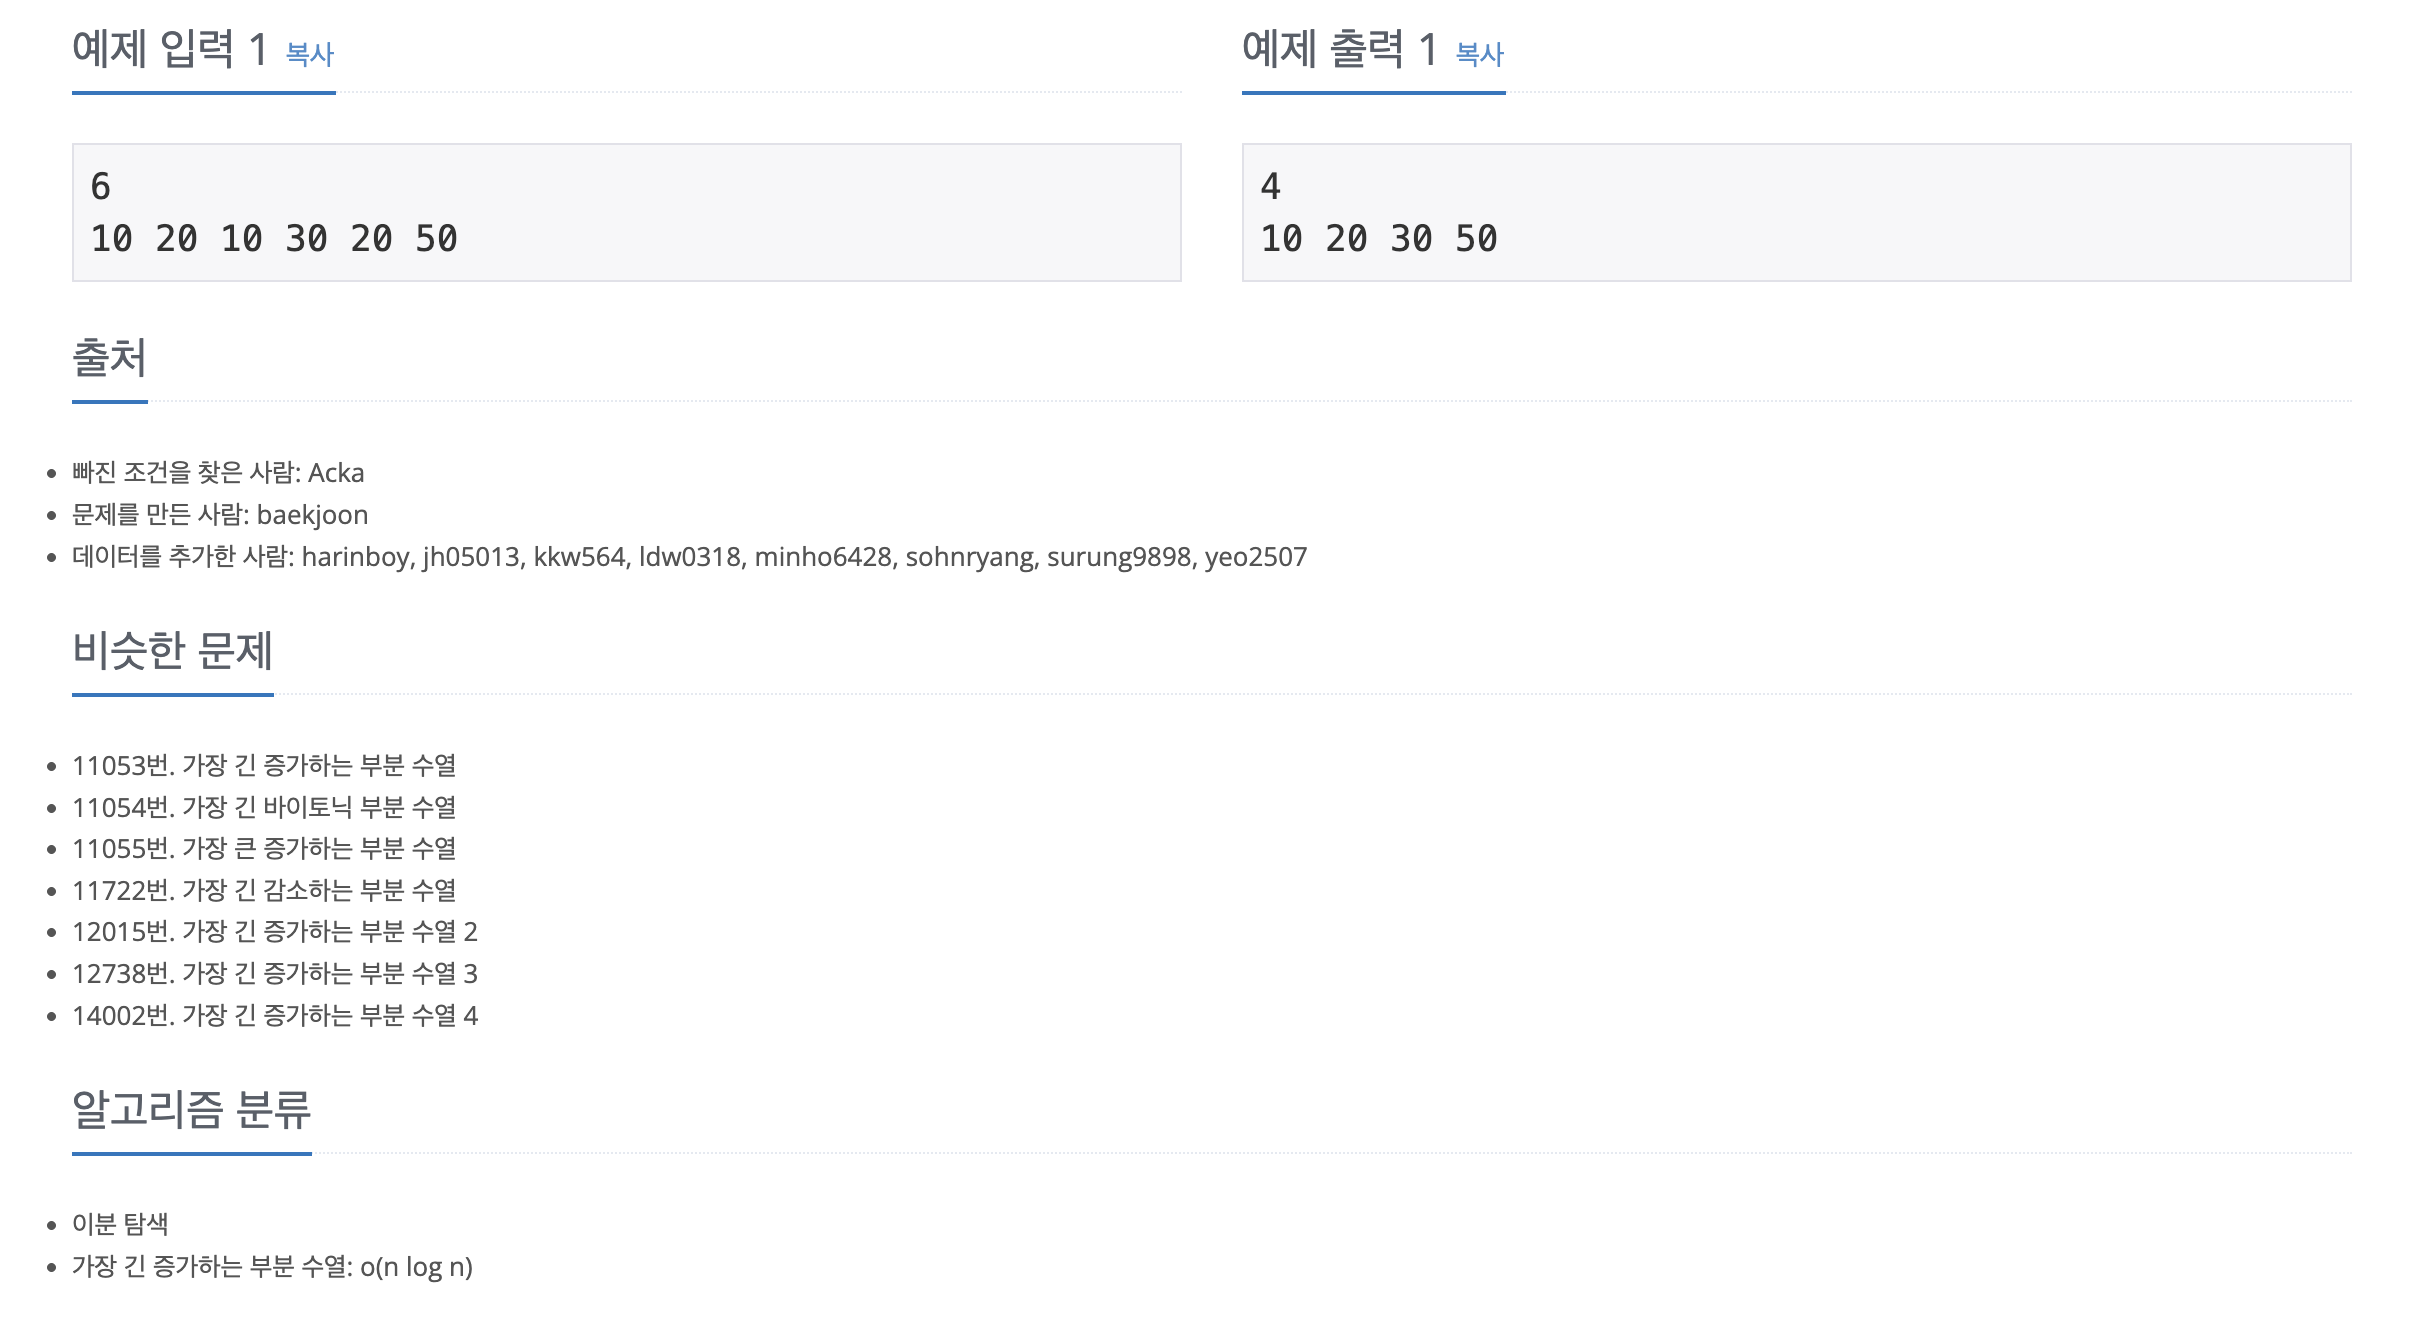 예제 입력 1 복사
6
10 20 10 30 20 50
예제 출력 1 복사
4
10 20 30 50
출처
빠진 조건을 찾은 사람: Acka
문제를 만든 사람: baekjoon
데이터를 추가한 사람: harinboy, jh05013, kkw564, ldw0318, minho6428, sohnryang, surung9898, yeo2507
비슷한 문제
11053번. 가장 긴 증가하는 부분 수열
11054번. 가장 긴 바이토닉 부분 수열
11055번. 가장 큰 증가하는 부분 수열
11722번. 가장 긴 감소하는 부분 수열
12015번. 가장 긴 증가하는 부분 수열 2
12738번. 가장 긴 증가하는 부분 수열 3
14002번. 가장 긴 증가하는 부분 수열 4
알고리즘 분류
이분 탐색
가장 긴 증가하는 부분 수열: o(n log n)